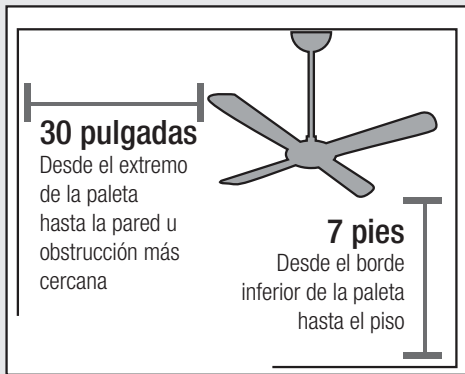 30 pulgadas
Desde el extremo
de la paleta
hasta la pared u
obstrucción más
cercana
7 pies
Desde el borde
inferior de la paleta
hasta el piso